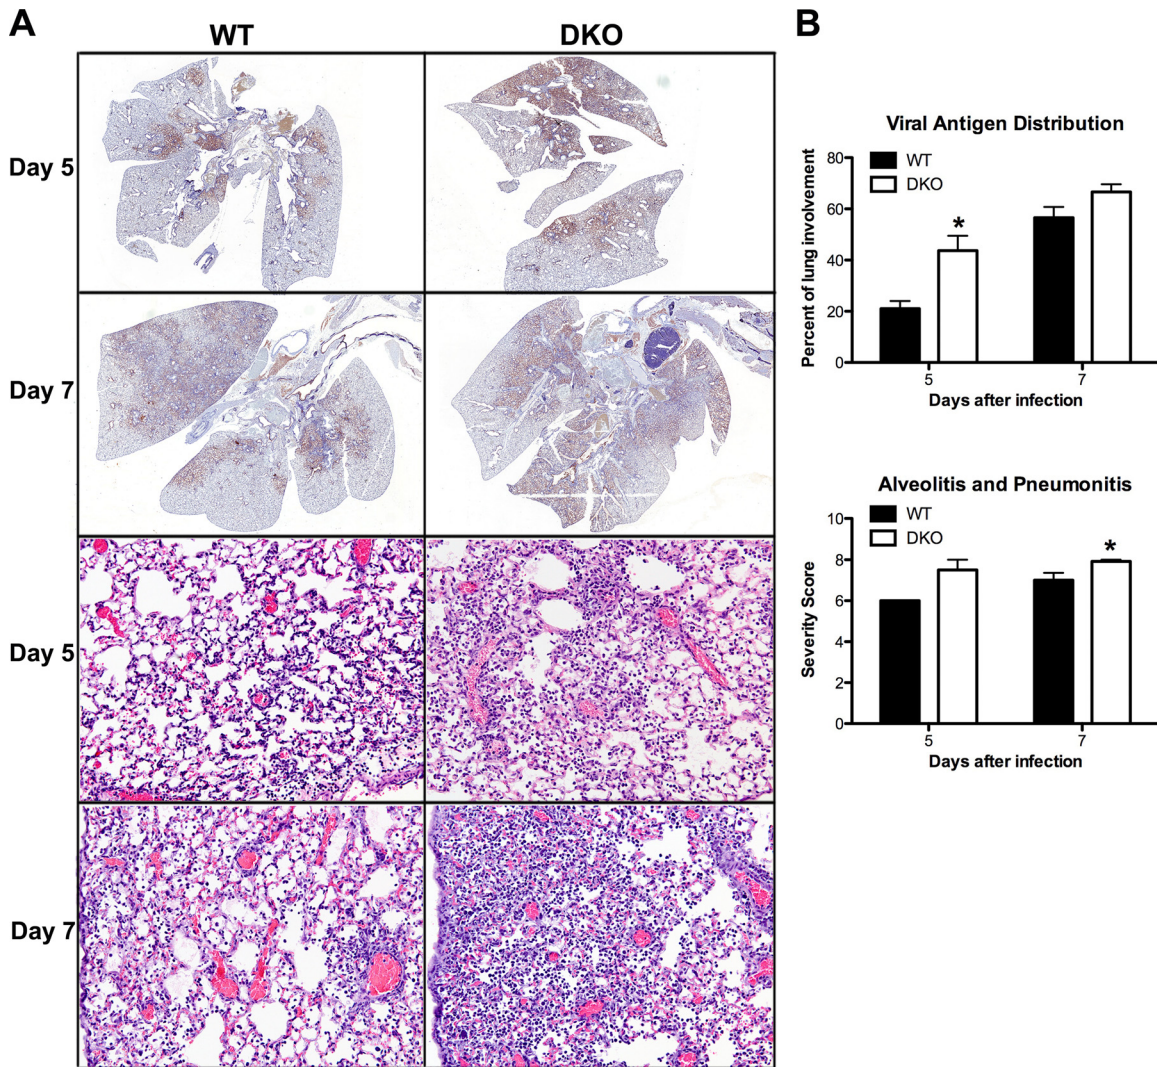 A
WT
DKO
Day 5
Day 7
Day 5
Day 7
B
Viral Antigen Distribution
WT
DKO
Percent of lung involvement
80
60
40
20
0
*
5
7
Days after infection
Alveolitis and Pneumonitis
WT
DKO
Severity Score
10
8
6
4
2
0
*
5
7
Days after infection